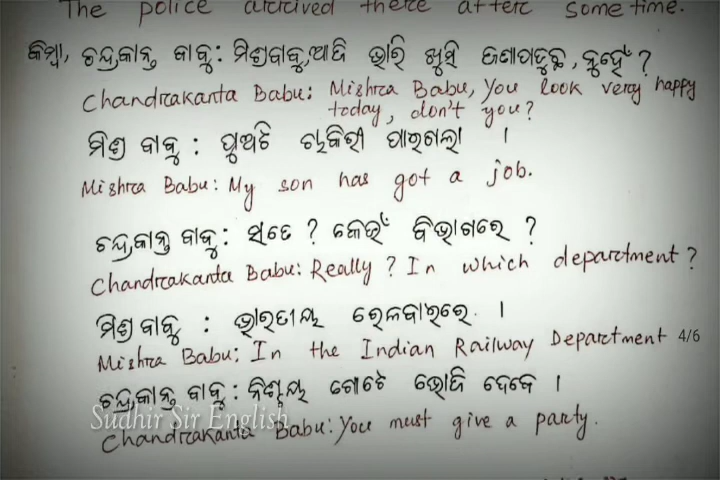 The police arrived there after some time.
କିମ୍ବା, ଚନ୍ଦ୍ରକାନ୍ତ ବାବୁ: ମିଶ୍ରବାବୁ, ଆଜି ଭାରି ଖୁସି ଜଣାପଡୁଛ, ନୁହେଁ ?
Chandrakanta Babu: Mishra Babu, You look very happy
today, don't you?
ମିଶ୍ର ବାବୁ : ପୁଅଟି ଚାକିରୀ ପାଇଗଲା ।
Mishra Babu: My son has got a job.
ଚନ୍ଦ୍ରକାନ୍ତ ବାବୁ: ସତେ ? କେଉଁ ବିଭାଗରେ ?
Chandrakanta Babu: Really ? In which department ?
ମିଶ୍ର ବାବୁ : ଭାରତୀୟ ରେଳବାଇରେ. ।
Mishra Babu: In the Indian Railway Department 4/6
ଚନ୍ଦ୍ରକାନ୍ତ ବାବୁ: ନିଶ୍ଚୟ ଗୋଟେ ଭୋଜି ଦେବେ ।
Sudhir Sir English
Chandrakanta Babu: You must give a party.